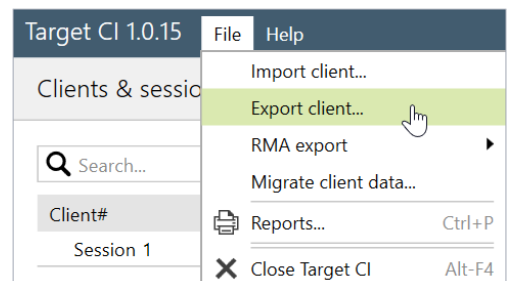 Target CI 1.0.15 File Help
Import client...
Clients & sessio
Export client...
RMA export
Search...
Migrate client data...
Client#
Reports... Ctrl+P
Session 1
Close Target CI Alt-F4